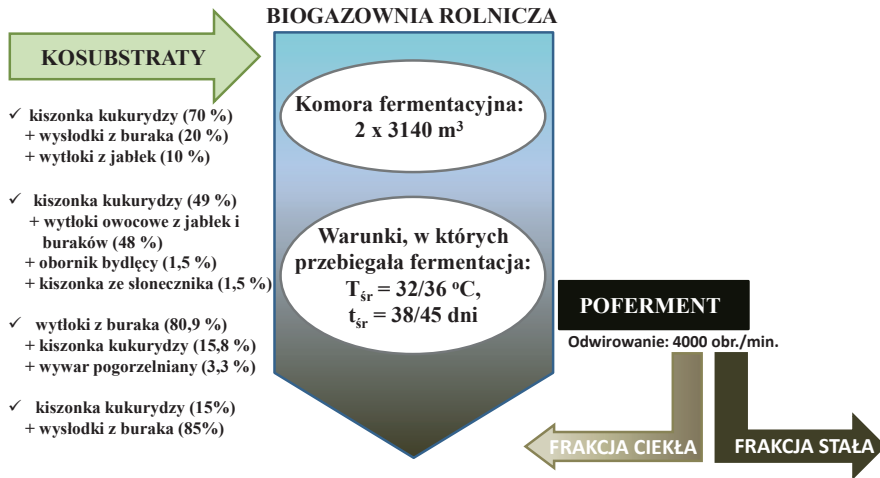 BIOGAZOWNIA ROLNICZA
KOSUBSTRATY
✓ kiszonka kukurydzy (70 %)
+ wysłodki z buraka (20 %)
+ wytłoki z jabłek (10 %)
✓ kiszonka kukurydzy (49 %)
+ wytłoki owocowe z jabłek i
buraków (48 %)
+ obornik bydlęcy (1,5 %)
+ kiszonka ze słonecznika (1,5 %)
✓ wytłoki z buraka (80,9 %)
+ kiszonka kukurydzy (15,8 %)
+ wywar pogorzelniany (3,3 %)
✓ kiszonka kukurydzy (15%)
+ wysłodki z buraka (85%)
Komora fermentacyjna:
2 x 3140 m³
Warunki, w których
przebiegała fermentacja:
Tśr = 32/36 ºC,
tśr = 38/45 dni
POFERMENT
Odwirowanie: 4000 obr./min.
FRAKCJA CIEKŁA
FRAKCJA STAŁA